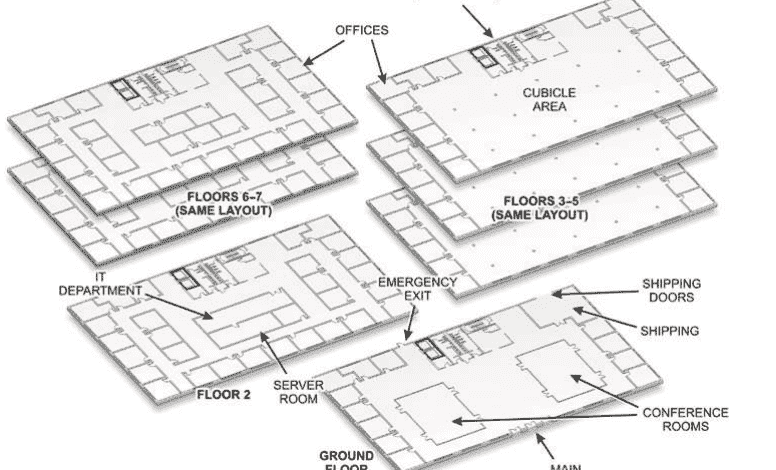 OFFICES
CUBICLE
AREA
FLOORS 6–7
(SAME LAYOUT)
FLOORS 3–5
(SAME LAYOUT)
IT
DEPARTMENT
EMERGENCY
EXIT
SHIPPING
DOORS
SHIPPING
SERVER
ROOM
FLOOR 2
CONFERENCE
ROOMS
GROUND
FLOOR
MAIN